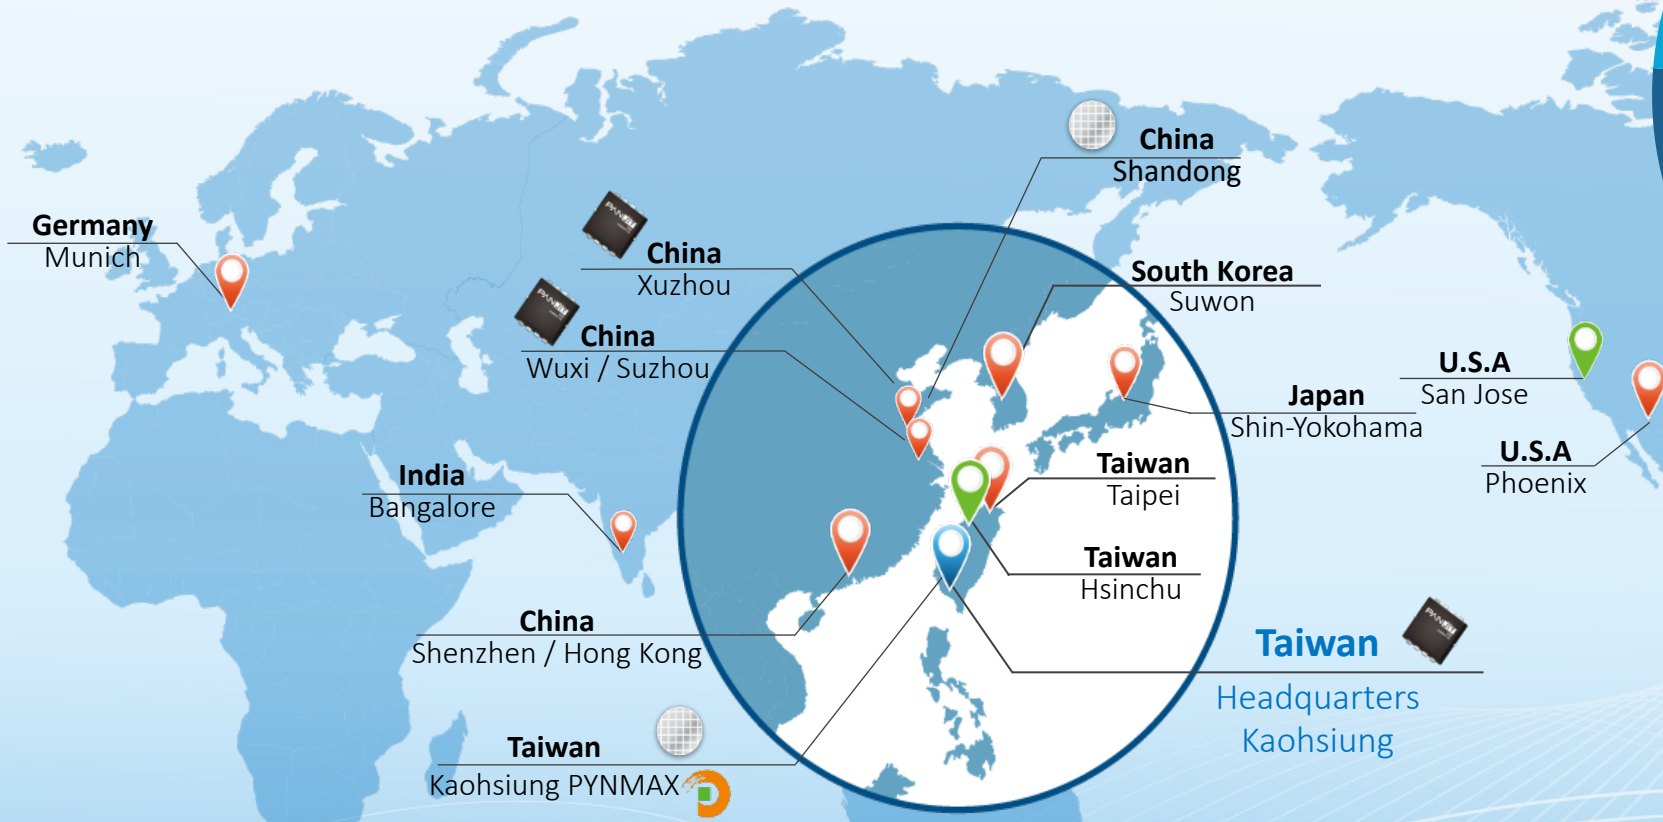 China
Shandong
Germany
Munich
China
Xuzhou
South Korea
Suwon
China
Wuxi / Suzhou
U.S.A
San Jose
Japan
Shin-Yokohama
U.S.A
Phoenix
Taiwan
Taipei
India
Bangalore
Taiwan
Hsinchu
China
Shenzhen / Hong Kong
Taiwan
Headquarters
Kaohsiung
Taiwan
Kaohsiung PYNMAX